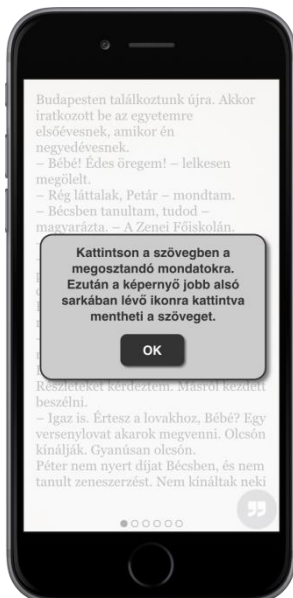 Budapesten találkoztunk újra. Akkor
iratkozott be az egyetemre
elsőévesnek, amikor én
negyedévesnek.
– Bébé! Édes öregem! – lelkesen
megölelt.
– Rég láttalak, Petár – mondtam.
– Bécsben tanultam, tudod –
magyarázta. – A Zenei Főiskolán.
Kattintson a szövegben a
megosztandó mondatokra.
Ezután a képernyő jobb alsó
sarkában lévő ikonra kattintva
mentheti a szöveget.
OK
Részleteket kérdeztem. Másról kezdett
beszélni.
– Igaz is. Értesz a lovakhoz, Bébé? Egy
versenylovat akarok megvenni. Olcsón
kínálják. Gyanúsan olcsón.
Péter nem nyert díjat Bécsben, és nem
tanult zeneszerzést. Nem kínáltak neki